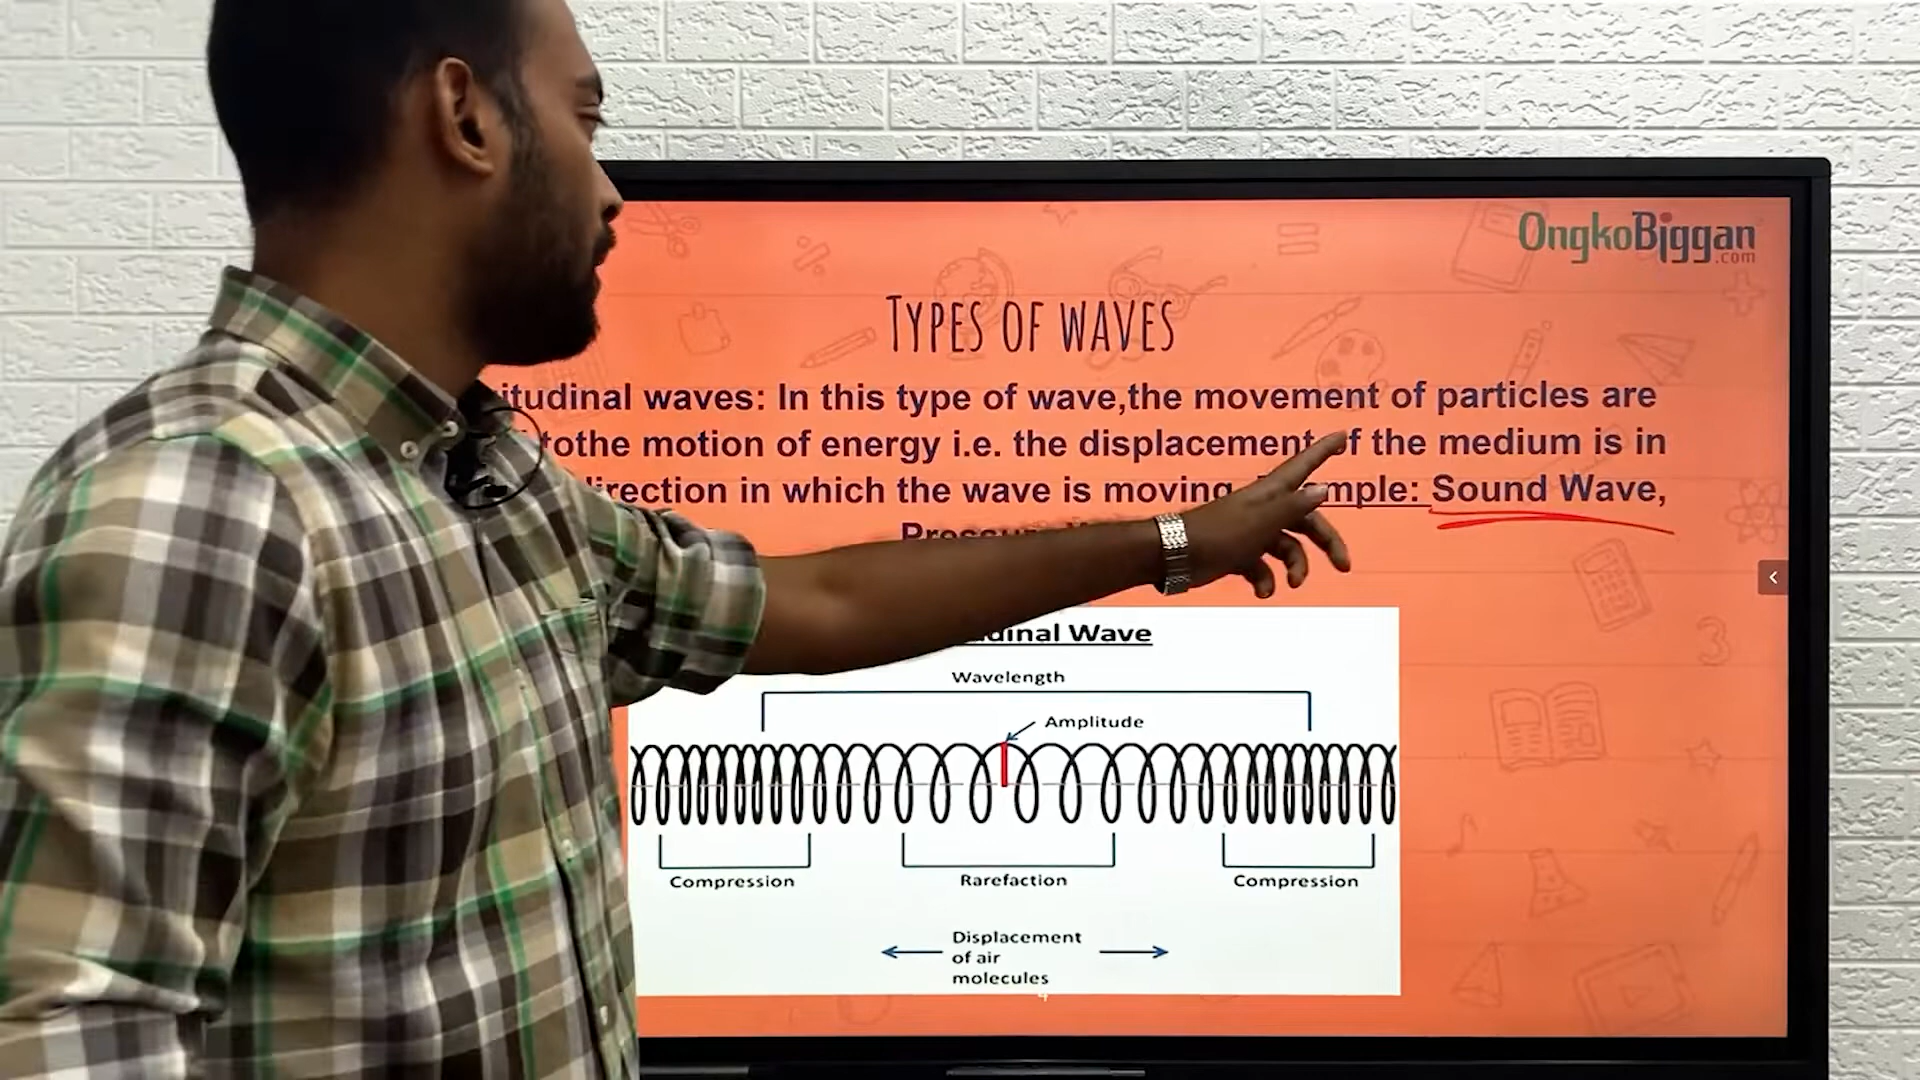 OngkoBiggan
.com
TYPES OF WAVES
itudinal waves: In this type of wave,the movement of particles are
tothe motion of energy i.e. the displacement of the medium is in
direction in which the wave is moving. mple: Sound Wave,
Wave
Wavelength
Amplitude
Compression
Rarefaction
Compression
Displacement
of air
molecules
4